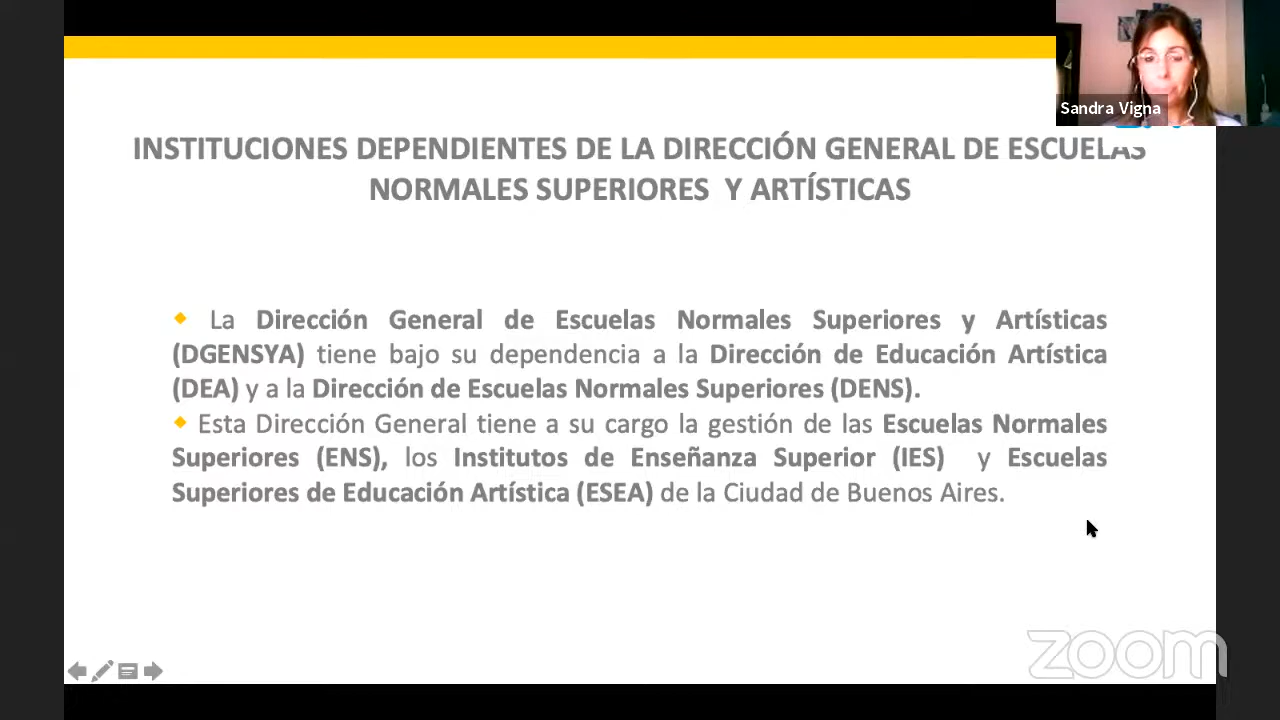 Sandra Vigna
INSTITUCIONES DEPENDIENTES DE LA DIRECCIÓN GENERAL DE ESCUELAS
NORMALES SUPERIORES Y ARTÍSTICAS
La Dirección General de Escuelas Normales Superiores y Artísticas
(DGENSYA) tiene bajo su dependencia a la Dirección de Educación Artística
(DEA) y a la Dirección de Escuelas Normales Superiores (DENS).
Esta Dirección General tiene a su cargo la gestión de las Escuelas Normales
Superiores (ENS), los Institutos de Enseñanza Superior (IES) y Escuelas
Superiores de Educación Artística (ESEA) de la Ciudad de Buenos Aires.
zoom